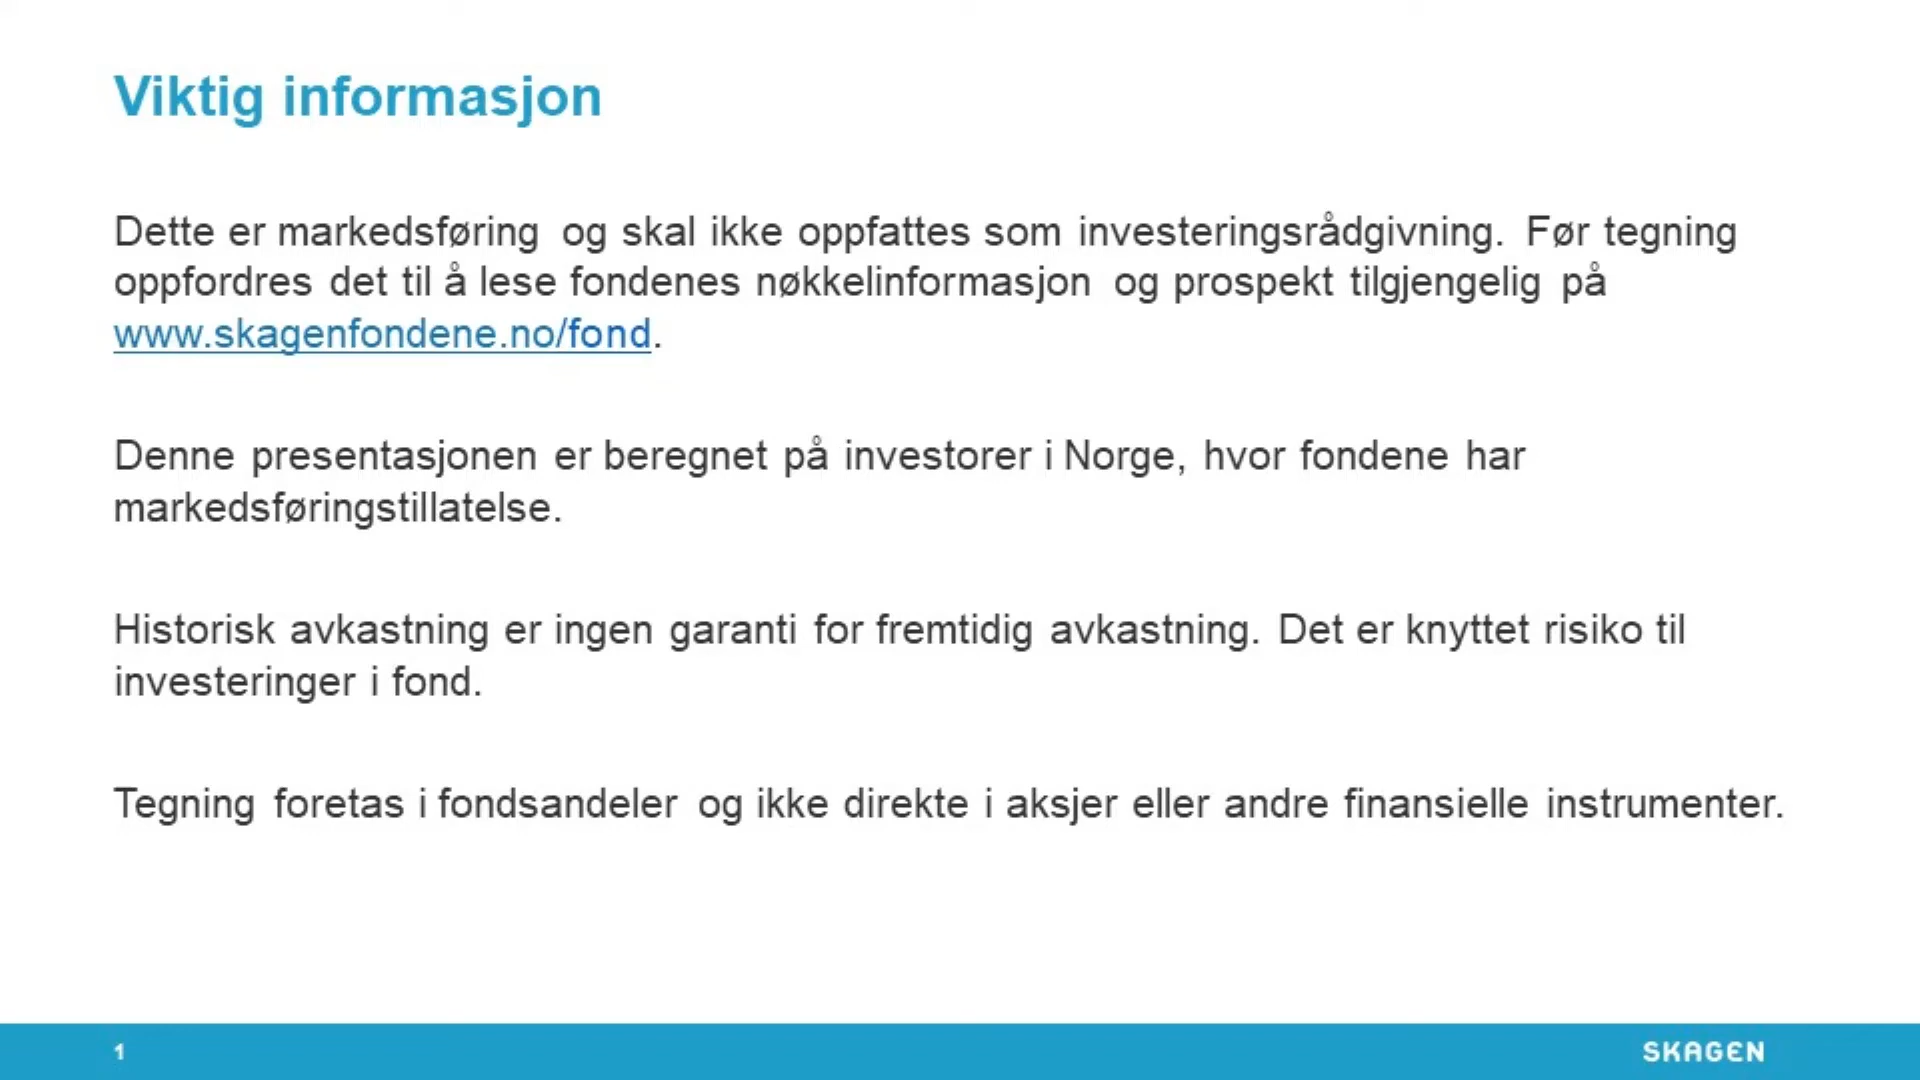 Viktig informasjon
Dette er markedsføring og skal ikke oppfattes som investeringsrådgivning. Før tegning
oppfordres det til å lese fondenes nøkkelinformasjon og prospekt tilgjengelig på
www.skagenfondene.no/fond.
Denne presentasjonen er beregnet på investorer i Norge, hvor fondene har
markedsføringstillatelse.
Historisk avkastning er ingen garanti for fremtidig avkastning. Det er knyttet risiko til
investeringer i fond.
Tegning foretas i fondsandeler og ikke direkte i aksjer eller andre finansielle instrumenter.
1
SKAGEN